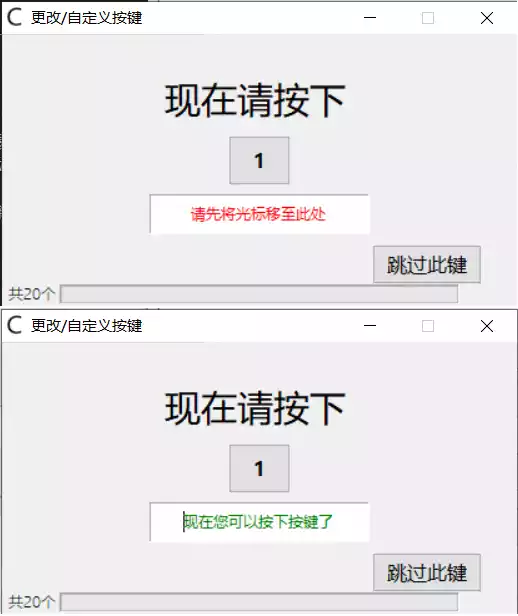 更改/自定义按键
现在请按下
1
请先将光标移至此处
跳过此键
共20个
更改/自定义按键
现在请按下
1
现在您可以按下按键了
跳过此键
共20个